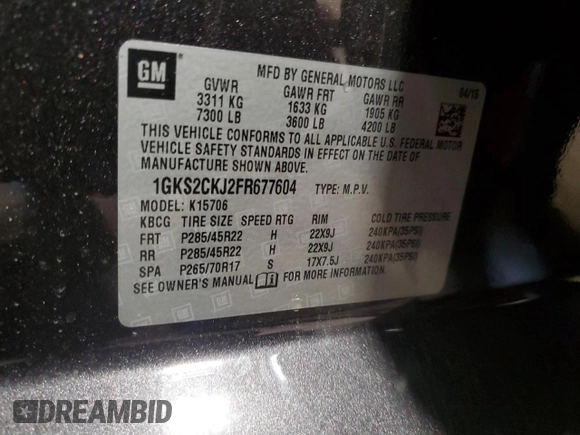 GM
MFD BY GENERAL MOTORS LLC
04/15
GVWR GAWR FRT GAWR RR
3311 KG 1633 KG 1905 KG
7300 LB 3600 LB 4200 LB
THIS VEHICLE CONFORMS TO ALL APPLICABLE U.S. FEDERAL MOTOR
VEHICLE SAFETY STANDARDS IN EFFECT ON THE DATE OF MANUFACTURE
SHOWN ABOVE.
1GKS2CKJ2FR677604 TYPE: M.P.V.
MODEL: K15706
KBCG TIRE SIZE SPEED RTG RIM COLD TIRE PRESSURE
FRT P285/45R22 H 22X9J 240KPA(35PSI)
RR P285/45R22 H 22X9J 240KPA(35PSI)
SPA P265/70R17 S 17X7.5J 240KPA(35PSI)
SEE OWNER'S MANUAL FOR ADDITIONAL INFORMATION.
DREAMBID